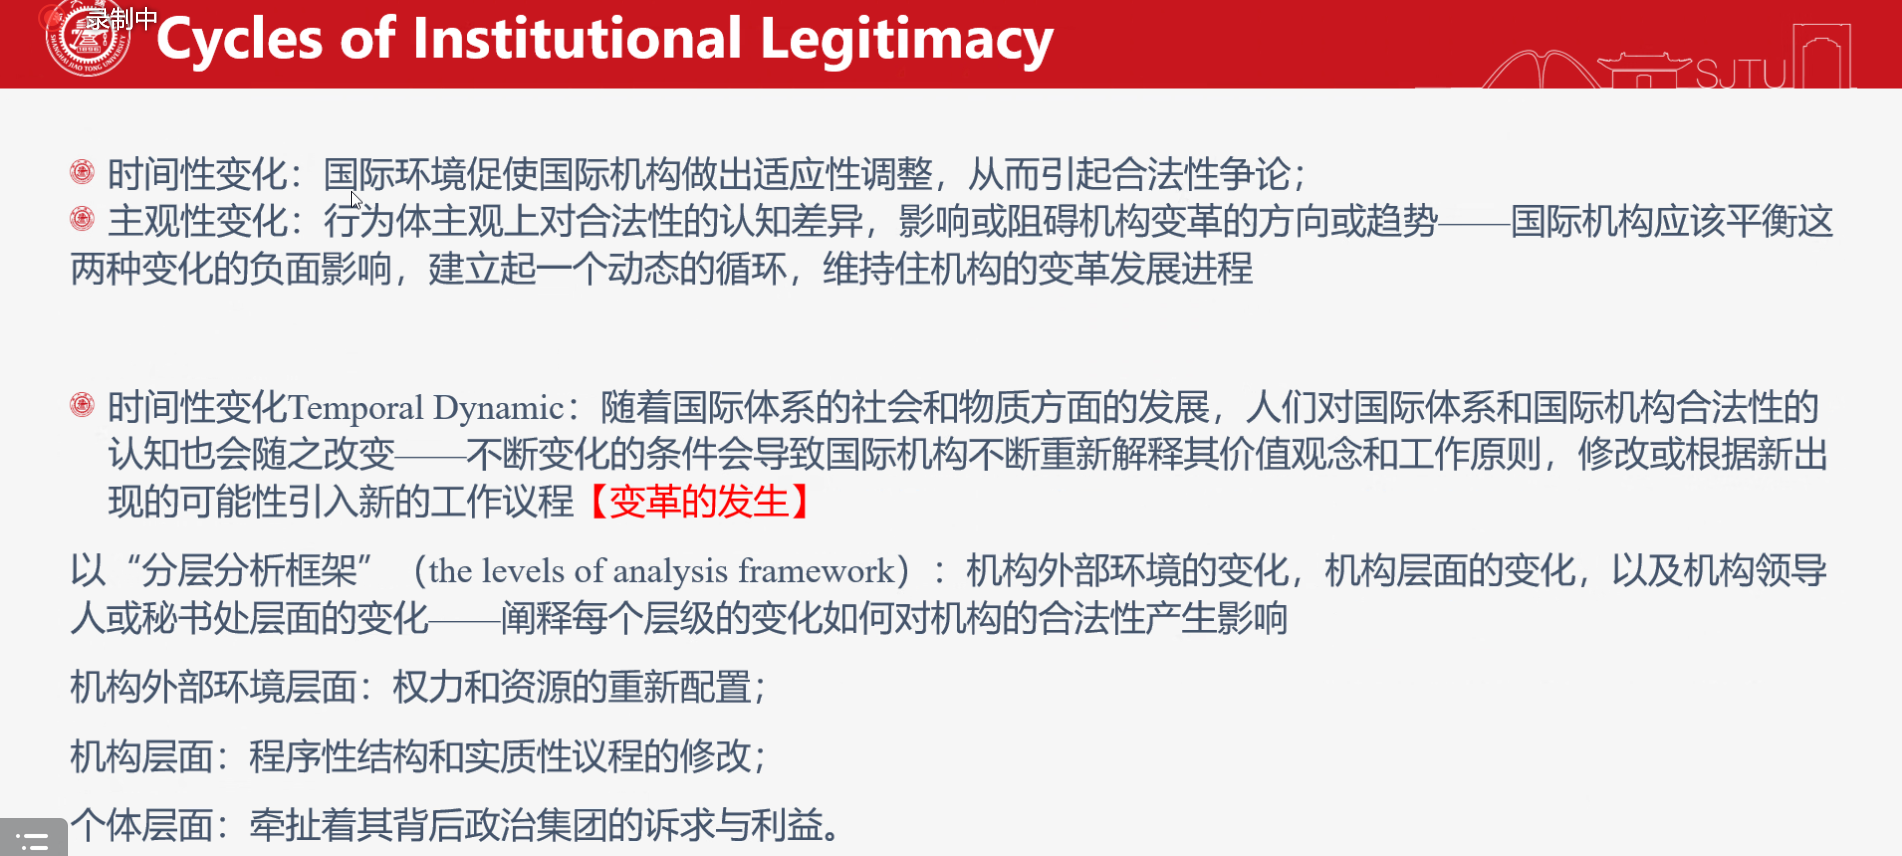 录制中
Cycles of Institutional Legitimacy
SJTU
SHANGHAI JIAO TONG UNIVERSITY
1896
时间性变化：国际环境促使国际机构做出适应性调整，从而引起合法性争论；
主观性变化：行为体主观上对合法性的认知差异，影响或阻碍机构变革的方向或趋势——国际机构应该平衡这
两种变化的负面影响，建立起一个动态的循环，维持住机构的变革发展进程
时间性变化Temporal Dynamic：随着国际体系的社会和物质方面的发展，人们对国际体系和国际机构合法性的
认知也会随之改变——不断变化的条件会导致国际机构不断重新解释其价值观念和工作原则，修改或根据新出
现的可能性引入新的工作议程【变革的发生】
以“分层分析框架”（the levels of analysis framework）：机构外部环境的变化，机构层面的变化，以及机构领导
人或秘书处层面的变化——阐释每个层级的变化如何对机构的合法性产生影响
机构外部环境层面：权力和资源的重新配置；
机构层面：程序性结构和实质性议程的修改；
个体层面：牵扯着其背后政治集团的诉求与利益。